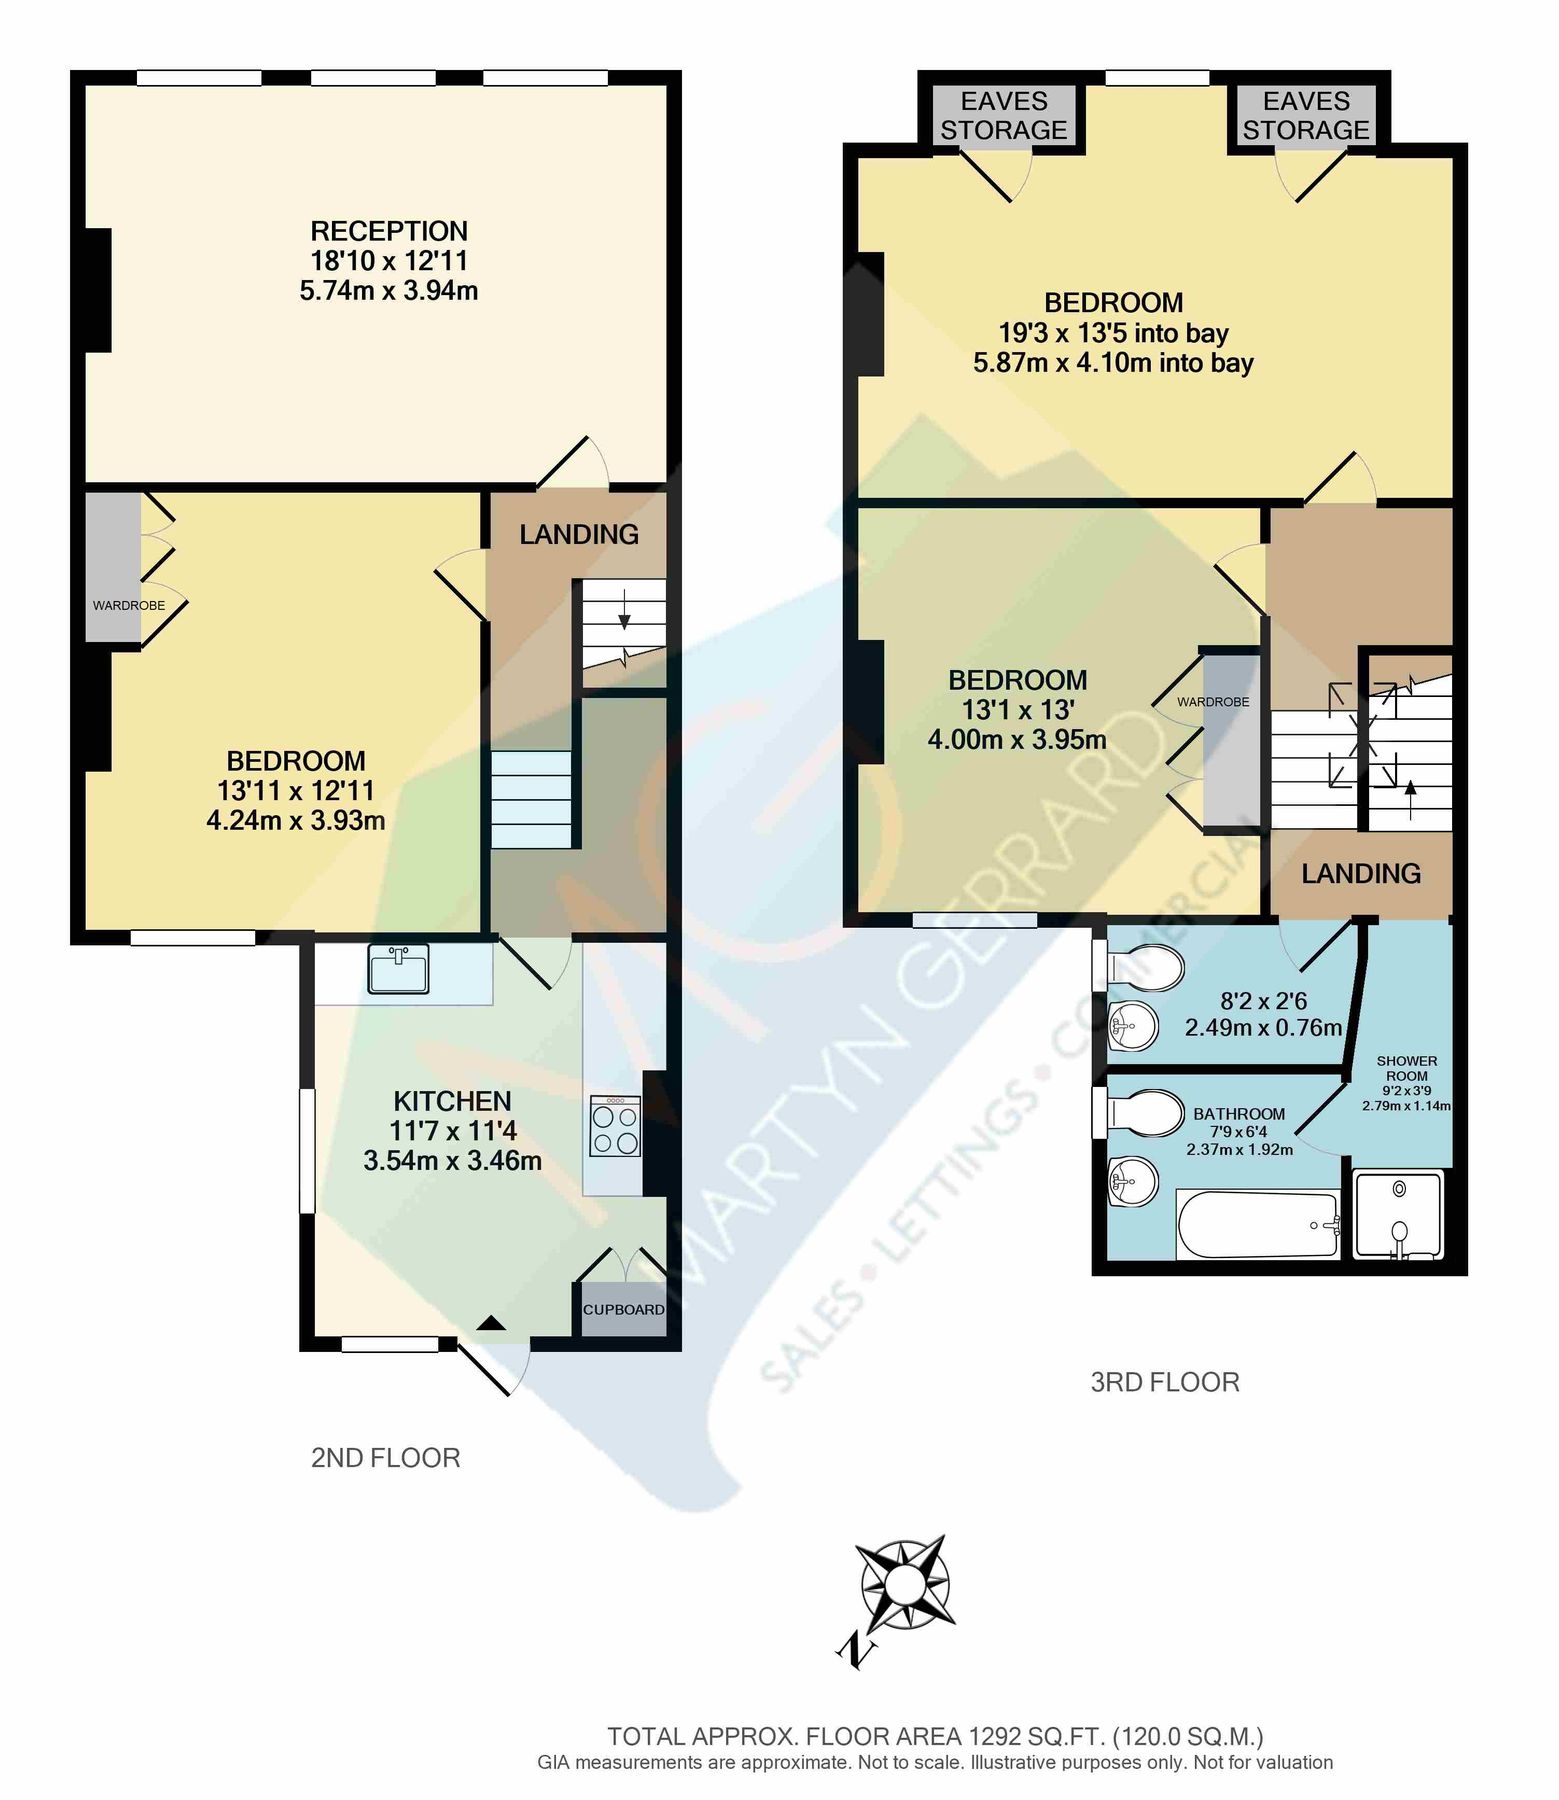 EAVES
STORAGE
EAVES
STORAGE
RECEPTION
18'10 x 12'11
5.74m x 3.94m
BEDROOM
19'3 x 13'5 into bay
5.87m x 4.10m into bay
LANDING
WARDROBE
BEDROOM
13'11 x 12'11
4.24m x 3.93m
BEDROOM
13'1 x 13'
4.00m x 3.95m
WARDROBE
LANDING
8'2 x 2'6
2.49m x 0.76m
SHOWER
ROOM
9'2 x 3'9
2.79m x 1.14m
BATHROOM
7'9 x 6'4
2.37m x 1.92m
KITCHEN
11'7 x 11'4
3.54m x 3.46m
CUPBOARD
MG
MARTYN GERRARD
SALES • LETTINGS • COMMERCIAL
3RD FLOOR
2ND FLOOR
N
TOTAL APPROX. FLOOR AREA 1292 SQ.FT. (120.0 SQ.M.)
GIA measurements are approximate. Not to scale. Illustrative purposes only. Not for valuation